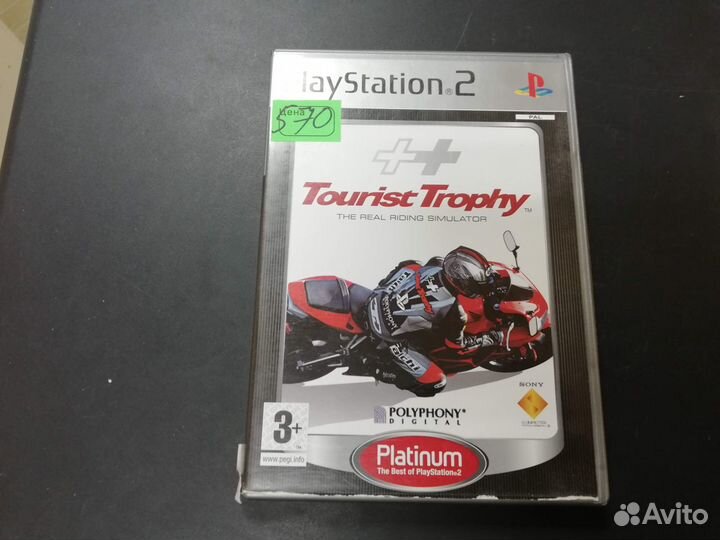 PlayStation®2
Цена
570
PAL
Tourist Trophy™
THE REAL RIDING SIMULATOR
SONY
POLYPHONY
DIGITAL
3+
www.pegi.info
Platinum
The Best of PlayStation®2
Avito